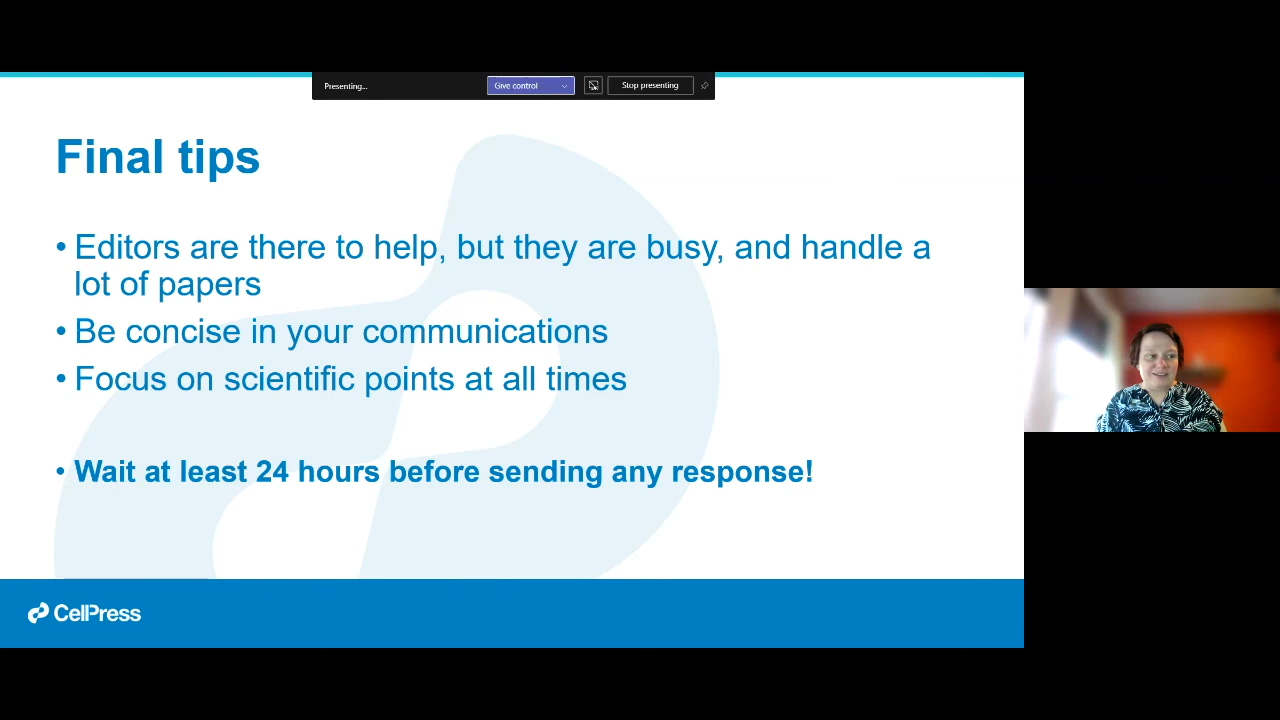 Presenting...
Give control
Stop presenting
Final tips
• Editors are there to help, but they are busy, and handle a
lot of papers
• Be concise in your communications
• Focus on scientific points at all times
• Wait at least 24 hours before sending any response!
CellPress